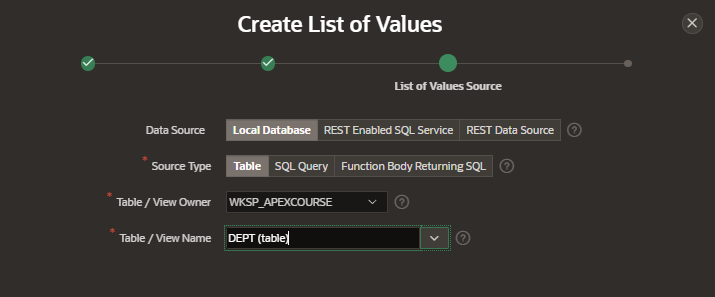 Create List of Values
List of Values Source
Data Source Local Database REST Enabled SQL Service REST Data Source ?
* Source Type Table SQL Query Function Body Returning SQL ?
* Table / View Owner WKSP_APEXCOURSE ?
* Table / View Name DEPT (table) ?